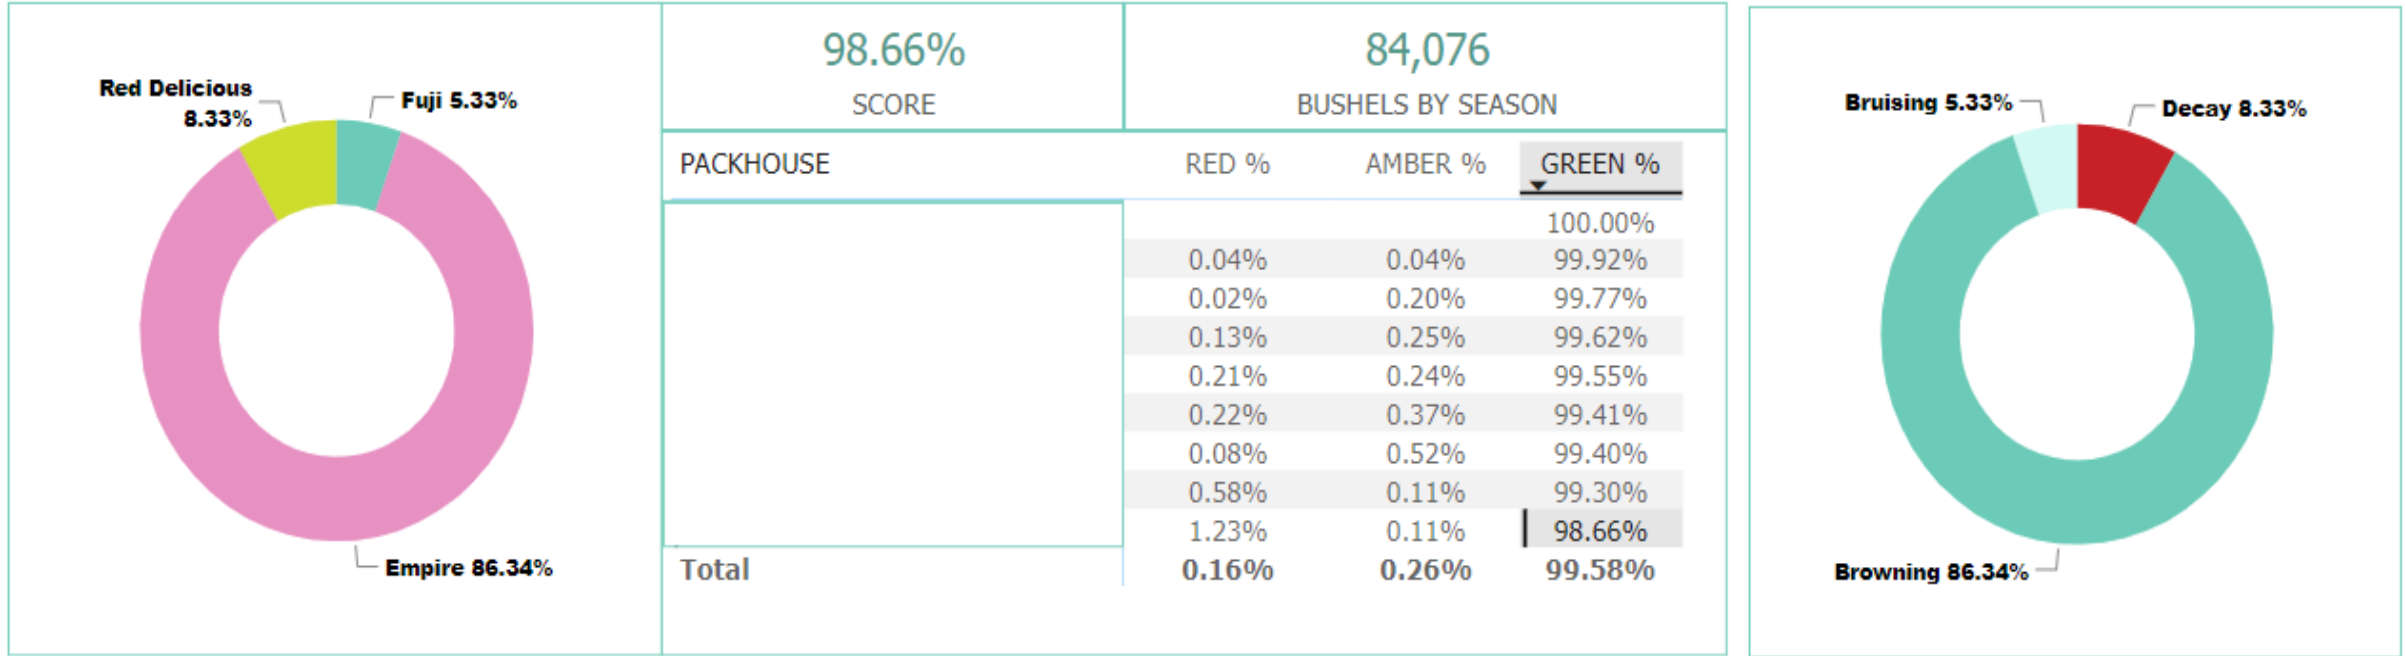 Red Delicious
8.33%
Fuji 5.33%
Empire 86.34%
98.66%
SCORE
84,076
BUSHELS BY SEASON
PACKHOUSE RED % AMBER % GREEN %
100.00%
0.04% 0.04% 99.92%
0.02% 0.20% 99.77%
0.13% 0.25% 99.62%
0.21% 0.24% 99.55%
0.22% 0.37% 99.41%
0.08% 0.52% 99.40%
0.58% 0.11% 99.30%
1.23% 0.11% 98.66%
Total 0.16% 0.26% 99.58%
Bruising 5.33%
Decay 8.33%
Browning 86.34%